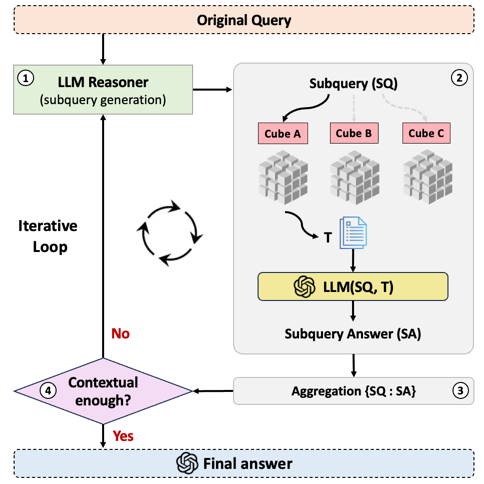 Original Query
1
LLM Reasoner
(subquery generation)
2
Subquery (SQ)
Cube A
Cube B
Cube C
T
LLM(SQ, T)
Subquery Answer (SA)
Iterative
Loop
No
Aggregation {SQ : SA}
3
4
Contextual
enough?
Yes
Final answer